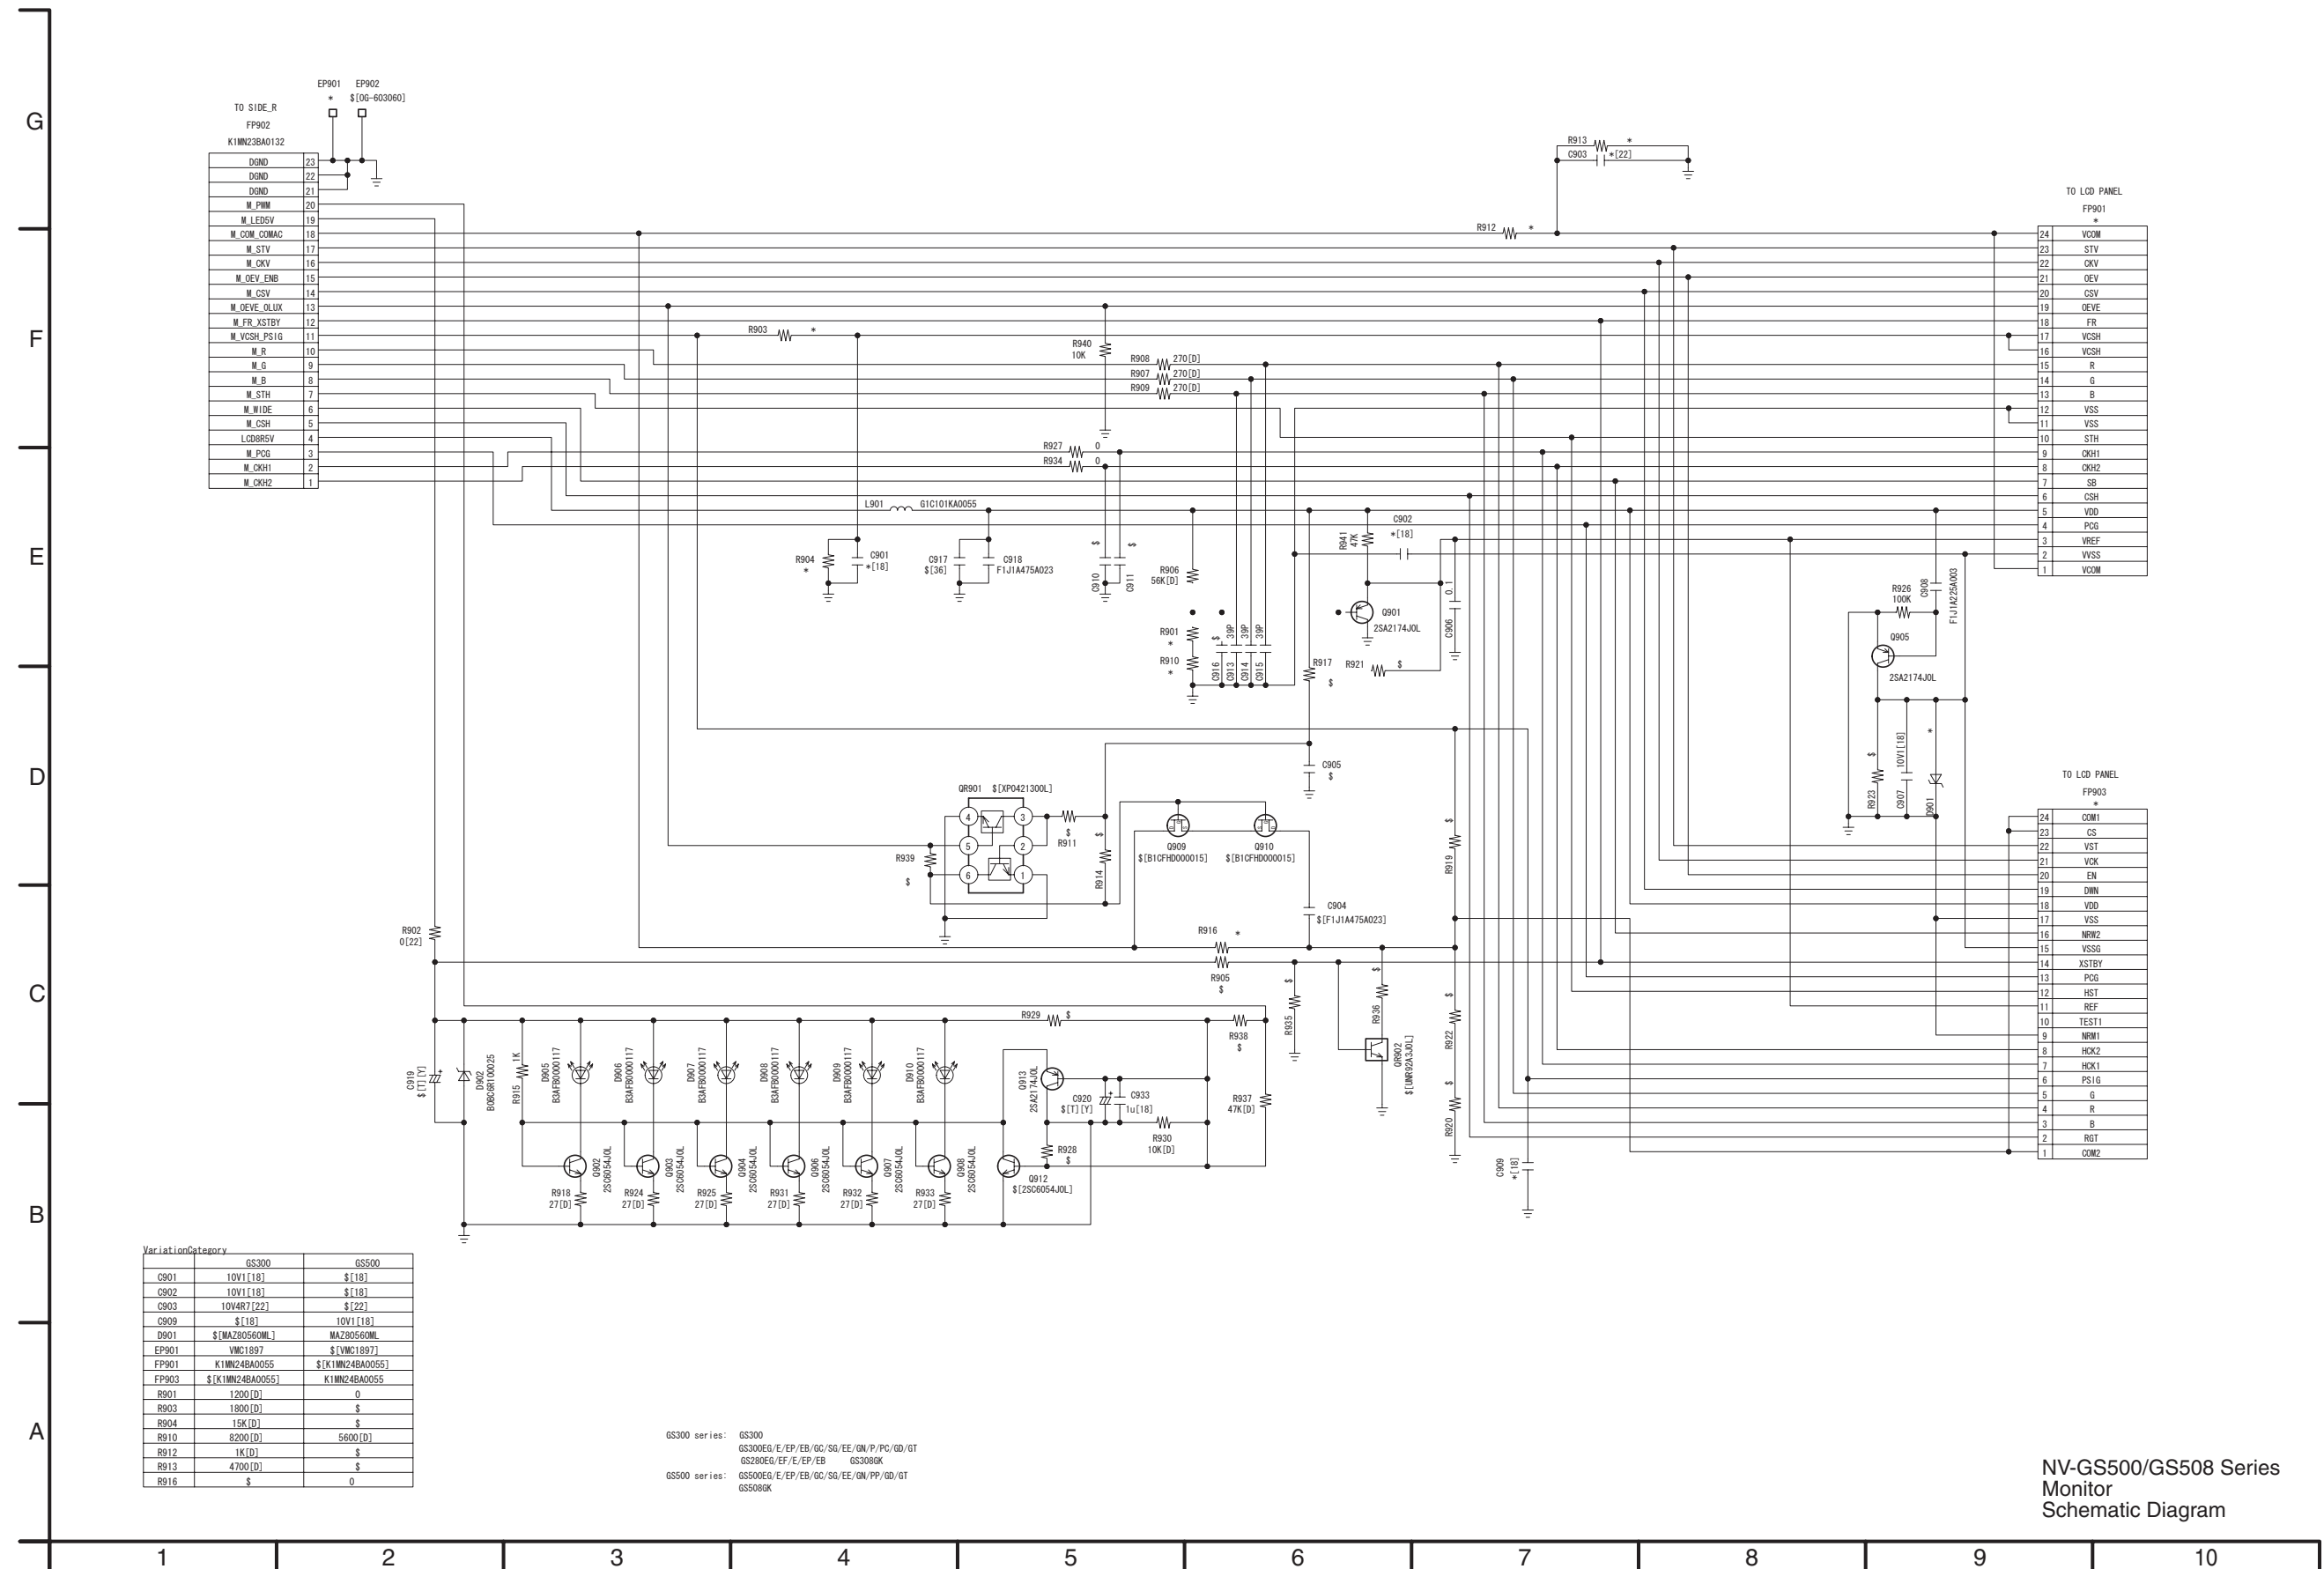 EP901 EP902
* $[OG-603060]
TO SIDE_R
FP902
K1MN23BA0132
DGND 23
DGND 22
DGND 21
M_PWM 20
M_LED5V 19
M_COM_COMAC 18
M_STV 17
M_CKV 16
M_OEV_ENB 15
M_CSV 14
M_OEVE_OLUX 13
M_FR_XSTBY 12
M_VCSH_PSIG 11
M_R 10
M_G 9
M_B 8
M_STH 7
M_WIDE 6
M_CSH 5
LCD8R5V 4
M_PCG 3
M_CKH1 2
M_CKH2 1
R913 *
C903 *[22]
R912 *
TO LCD PANEL
FP901
*
24 VCOM
23 STV
22 CKV
21 OEV
20 CSV
19 OEVE
18 FR
17 VCSH
16 VCSH
15 R
14 G
13 B
12 VSS
11 VSS
10 STH
9 CKH1
8 CKH2
7 SB
6 CSH
5 VDD
4 PCG
3 VREF
2 VVSS
1 VCOM
R903 *
R940
10K
R908 270[D]
R907 270[D]
R909 270[D]
R927 0
R934 0
L901 G1C101KA0055
R904
*
C901
*[18]
C917
$[36]
C918
F1J1A475A023
C910 $
C911 $
R906
56K[D]
R901
*
R910
*
C916 $
C913 39P
C914 39P
C915 39P
R941
47K
C902
*[18]
Q901
2SA2174J0L
C906 0.1
R917
$
R921 $
R926
100K
C908
F1J1A225A003
Q905
2SA2174J0L
R923 $
C907 10V1[18]
D901 *
C905
$
QR901 $[XP0421300L]
4 3
5 2
6 1
$
R911
R939
$
R914 $
Q909
$[B1CFHD000015]
Q910
$[B1CFHD000015]
C904
$[F1J1A475A023]
R919 $
TO LCD PANEL
FP903
*
24 COM1
23 CS
22 VST
21 VCK
20 EN
19 DWN
18 VDD
17 VSS
16 NRW2
15 VSSG
14 XSTBY
13 PCG
12 HST
11 REF
10 TEST1
9 NRM1
8 HCK2
7 HCK1
6 PSIG
5 G
4 R
3 B
2 RGT
1 COM2
R902
0[22]
R916 *
R905
$
R935 $
R936 $
QR902
$[UNR92A3J0L]
R922 $
R920 $
C909
*[18]
R929 $
R938
$
C919
$[T][Y]
D902
B0BC6R100025
R915 1K
D905
B3AFB0000117
D906
B3AFB0000117
D907
B3AFB0000117
D908
B3AFB0000117
D909
B3AFB0000117
D910
B3AFB0000117
Q913
2SA2174J0L
C920
$[T][Y]
C933
1u[18]
R937
47K[D]
R930
10K[D]
R928
$
Q902
2SC6054J0L
Q903
2SC6054J0L
Q904
2SC6054J0L
Q906
2SC6054J0L
Q907
2SC6054J0L
Q908
2SC6054J0L
Q912
$[2SC6054J0L]
R918
27[D]
R924
27[D]
R925
27[D]
R931
27[D]
R932
27[D]
R933
27[D]
VariationCategory
GS300 GS500
C901 10V1[18] $[18]
C902 10V1[18] $[18]
C903 10V4R7[22] $[22]
C909 $[18] 10V1[18]
D901 $[MAZ80560ML] MAZ80560ML
EP901 VMC1897 $[VMC1897]
FP901 K1MN24BA0055 $[K1MN24BA0055]
FP903 $[K1MN24BA0055] K1MN24BA0055
R901 1200[D] 0
R903 1800[D] $
R904 15K[D] $
R910 8200[D] 5600[D]
R912 1K[D] $
R913 4700[D] $
R916 $ 0
GS300 series: GS300
GS300EG/E/EP/EB/GC/SG/EE/GN/P/PC/GD/GT
GS280EG/EF/E/EP/EB GS308GK
GS500 series: GS500EG/E/EP/EB/GC/SG/EE/GN/PP/GD/GT
GS508GK
NV-GS500/GS508 Series
Monitor
Schematic Diagram
G
F
E
D
C
B
A
1 2 3 4 5 6 7 8 9 10